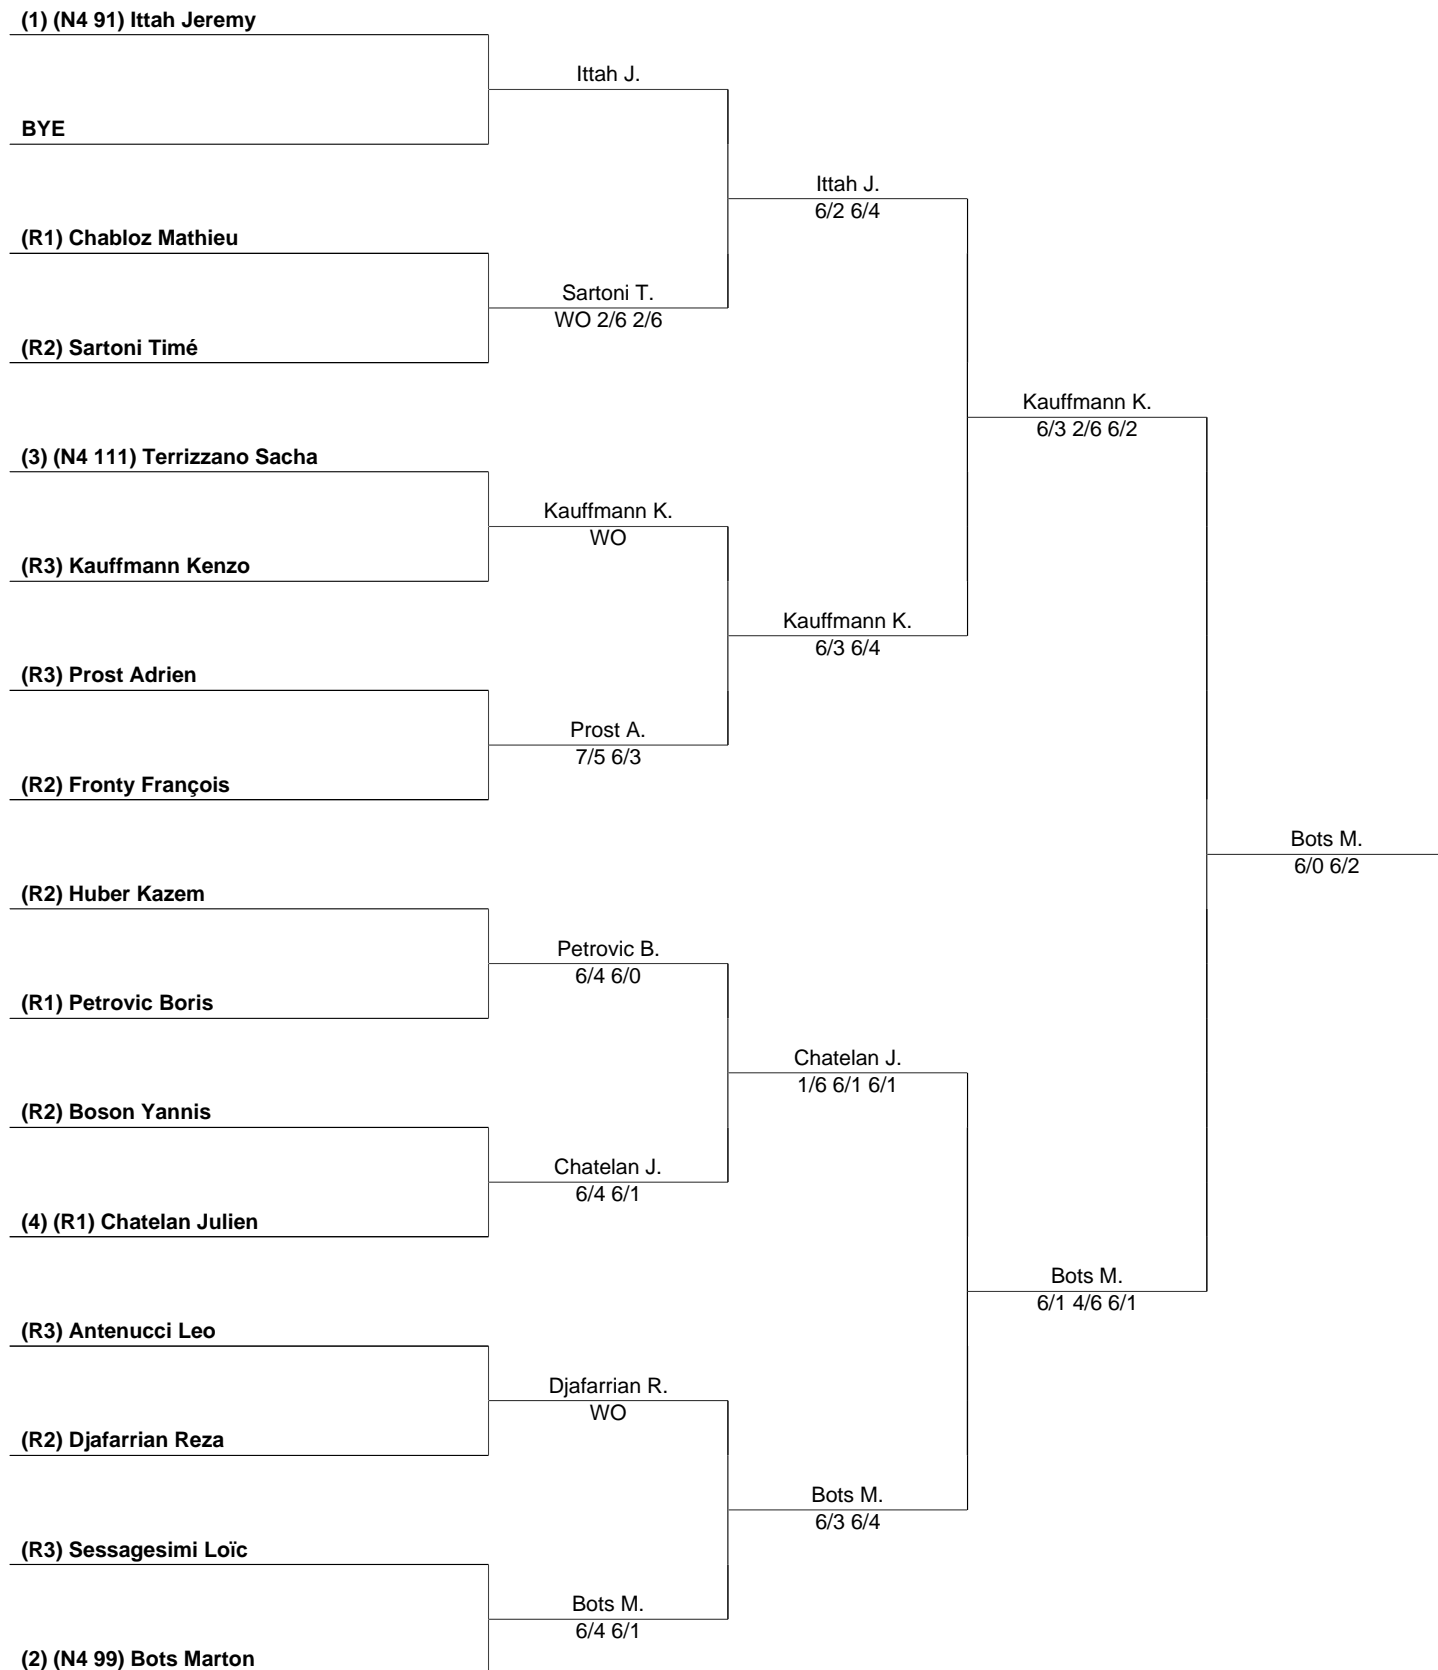 (1) (N4 91) Ittah Jeremy
Ittah J.
BYE
Ittah J.
6/2 6/4
(R1) Chabloz Mathieu
Sartoni T.
WO 2/6 2/6
(R2) Sartoni Timé
Kauffmann K.
6/3 2/6 6/2
(3) (N4 111) Terrizzano Sacha
Kauffmann K.
WO
(R3) Kauffmann Kenzo
Kauffmann K.
6/3 6/4
(R3) Prost Adrien
Prost A.
7/5 6/3
(R2) Fronty François
Bots M.
6/0 6/2
(R2) Huber Kazem
Petrovic B.
6/4 6/0
(R1) Petrovic Boris
Chatelan J.
1/6 6/1 6/1
(R2) Boson Yannis
Chatelan J.
6/4 6/1
(4) (R1) Chatelan Julien
Bots M.
6/1 4/6 6/1
(R3) Antenucci Leo
Djafarrian R.
WO
(R2) Djafarrian Reza
Bots M.
6/3 6/4
(R3) Sessagesimi Loïc
Bots M.
6/4 6/1
(2) (N4 99) Bots Marton